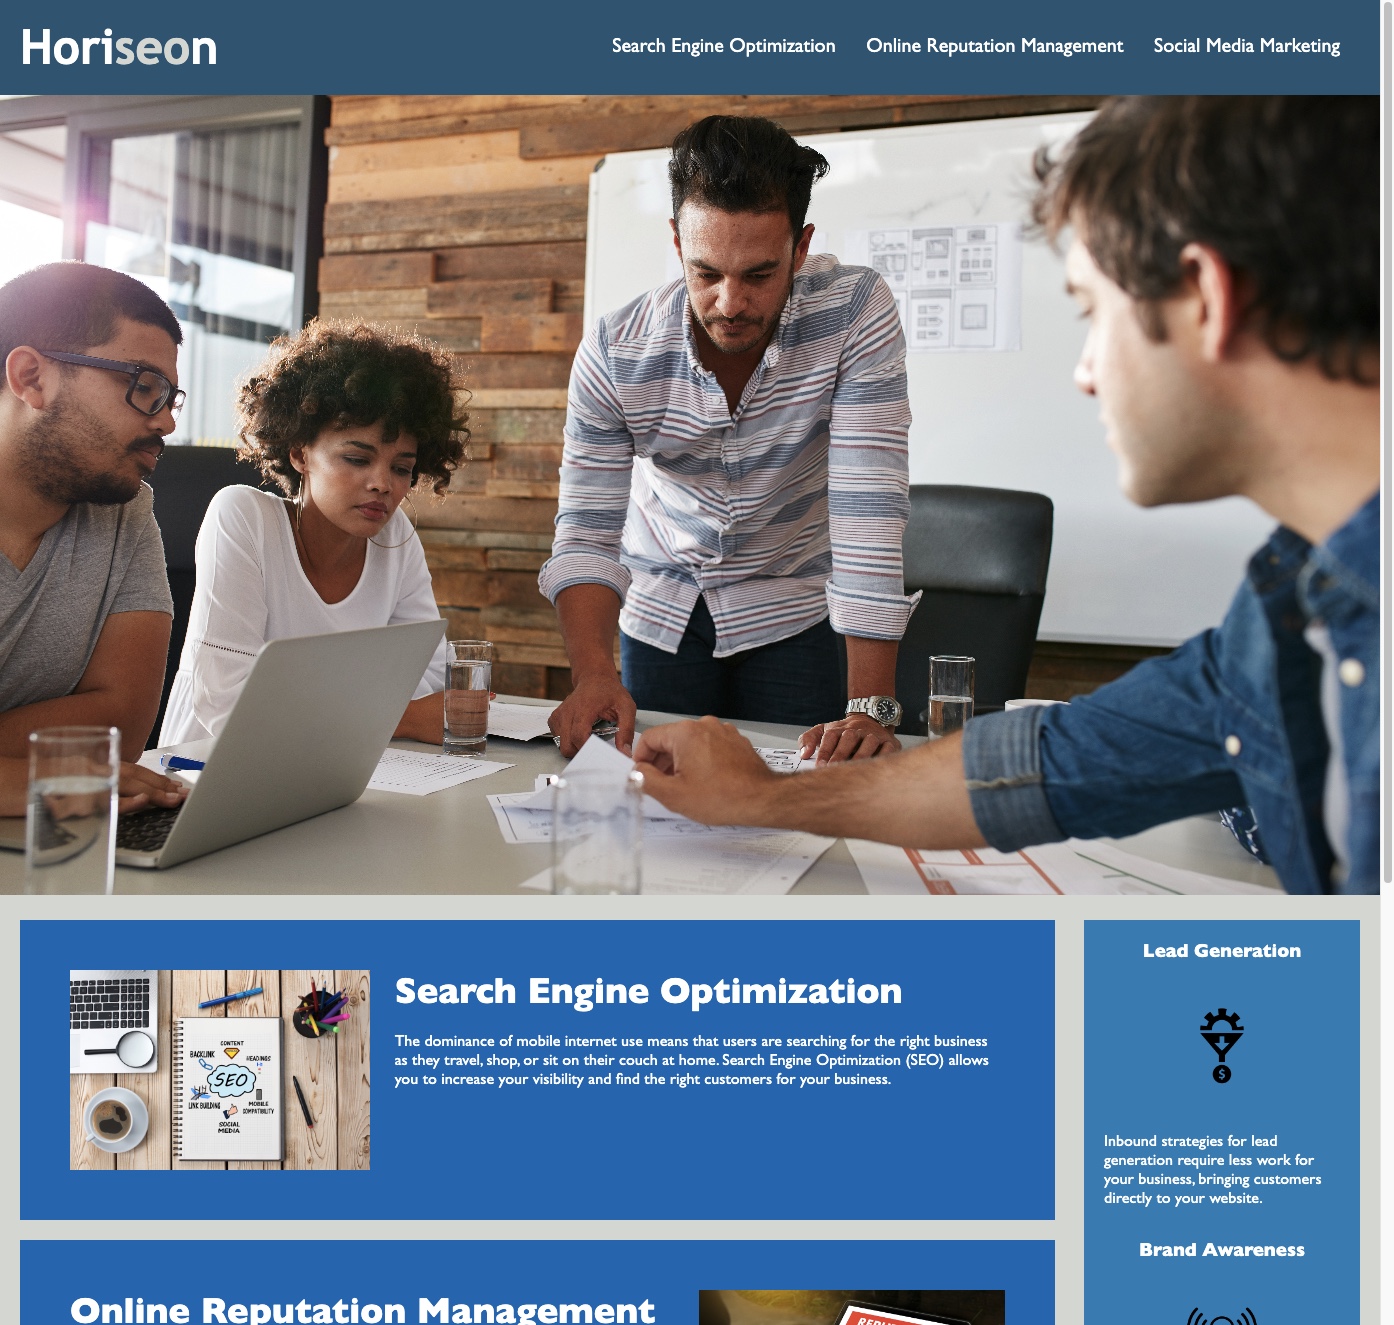 Horiseon
Search Engine Optimization
Online Reputation Management
Social Media Marketing
Search Engine Optimization
The dominance of mobile internet use means that users are searching for the right business
as they travel, shop, or sit on their couch at home. Search Engine Optimization (SEO) allows
you to increase your visibility and find the right customers for your business.
CONTENT
BACKLINK
HEADINGS
SEO
LINK BUILDING
MOBILE
COMPATIBILITY
SOCIAL
MEDIA
Lead Generation
$
Inbound strategies for lead
generation require less work for
your business, bringing customers
directly to your website.
Brand Awareness
Online Reputation Management